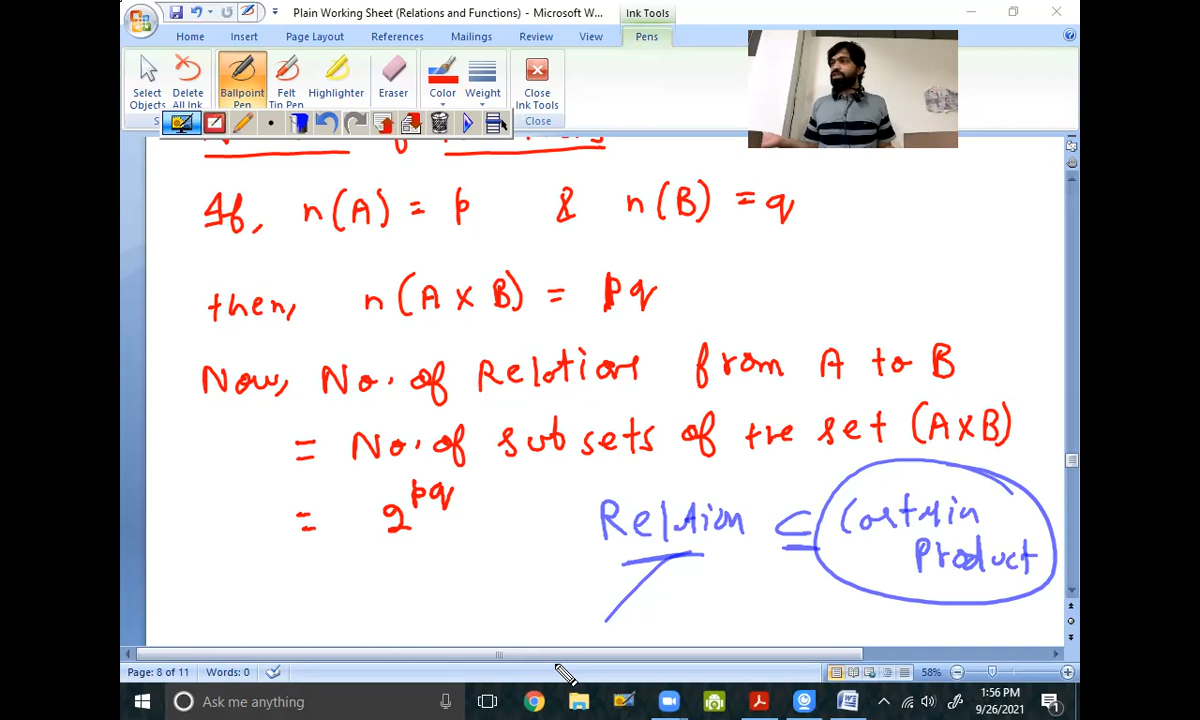 Plain Working Sheet (Relations and Functions) - Microsoft W...
Ink Tools
Home Insert Page Layout References Mailings Review View Pens
Select Objects
Delete All Ink
Ballpoint Pen
Felt Tip Pen
Highlighter
Eraser
Color
Weight
Close Ink Tools
Close
If, n(A) = p & n(B) = q
then, n(A × B) = pq
Now, No. of Relations from A to B
= No. of subsets of the set (A×B)
= 2^pq
Relation ⊆ Cartesian Product
Page: 8 of 11 Words: 0 58%
Ask me anything
1:56 PM
9/26/2021